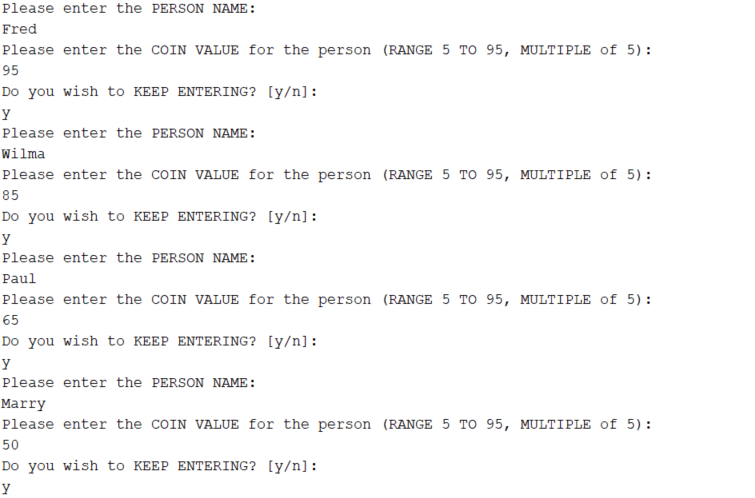 Please enter the PERSON NAME:
Fred
Please enter the COIN VALUE for the person (RANGE 5 TO 95, MULTIPLE of 5):
95
Do you wish to KEEP ENTERING? [y/n]:
y
Please enter the PERSON NAME:
Wilma
Please enter the COIN VALUE for the person (RANGE 5 TO 95, MULTIPLE of 5):
85
Do you wish to KEEP ENTERING? [y/n]:
y
Please enter the PERSON NAME:
Paul
Please enter the COIN VALUE for the person (RANGE 5 TO 95, MULTIPLE of 5):
65
Do you wish to KEEP ENTERING? [y/n]:
y
Please enter the PERSON NAME:
Marry
Please enter the COIN VALUE for the person (RANGE 5 TO 95, MULTIPLE of 5):
50
Do you wish to KEEP ENTERING? [y/n]:
y